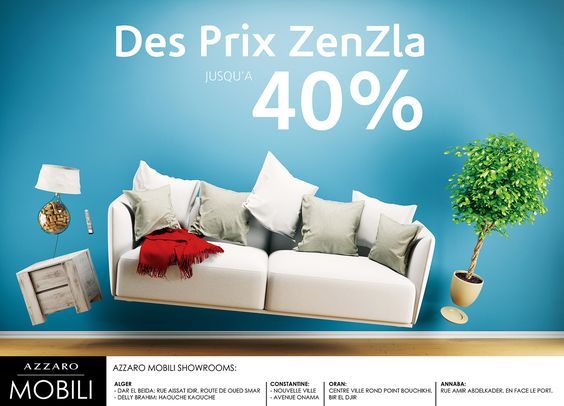 Des Prix ZenZla
JUSQU'A
40%
AZZARO
MOBILI
AZZARO MOBILI SHOWROOMS:
ALGER
- DAR EL BEIDA: RUE AISSAT IDIR, ROUTE DE OUED SMAR
- DELLY BRAHIM: HAOUCHE KAOUCHE
CONSTANTINE:
- NOUVELLE VILLE
- AVENUE ONAMA
ORAN:
CENTRE VILLE ROND POINT BOUCHIKHI,
BIR EL DJIR
ANNABA:
RUE AMIR ABDELKADER, EN FACE LE PORT.